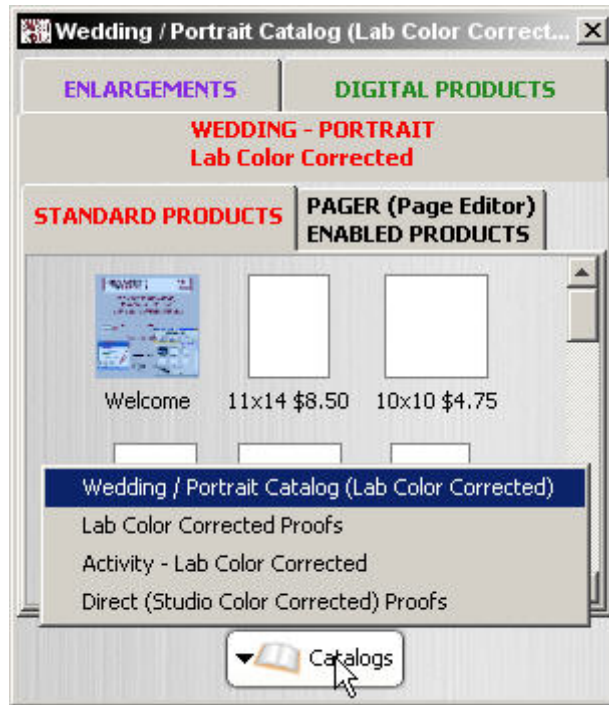 Wedding / Portrait Catalog (Lab Color Correct...
ENLARGEMENTS
DIGITAL PRODUCTS
WEDDING - PORTRAIT
Lab Color Corrected
STANDARD PRODUCTS
PAGER (Page Editor)
ENABLED PRODUCTS
Welcome
11x14 $8.50
10x10 $4.75
Wedding / Portrait Catalog (Lab Color Corrected)
Lab Color Corrected Proofs
Activity - Lab Color Corrected
Direct (Studio Color Corrected) Proofs
Catalogs